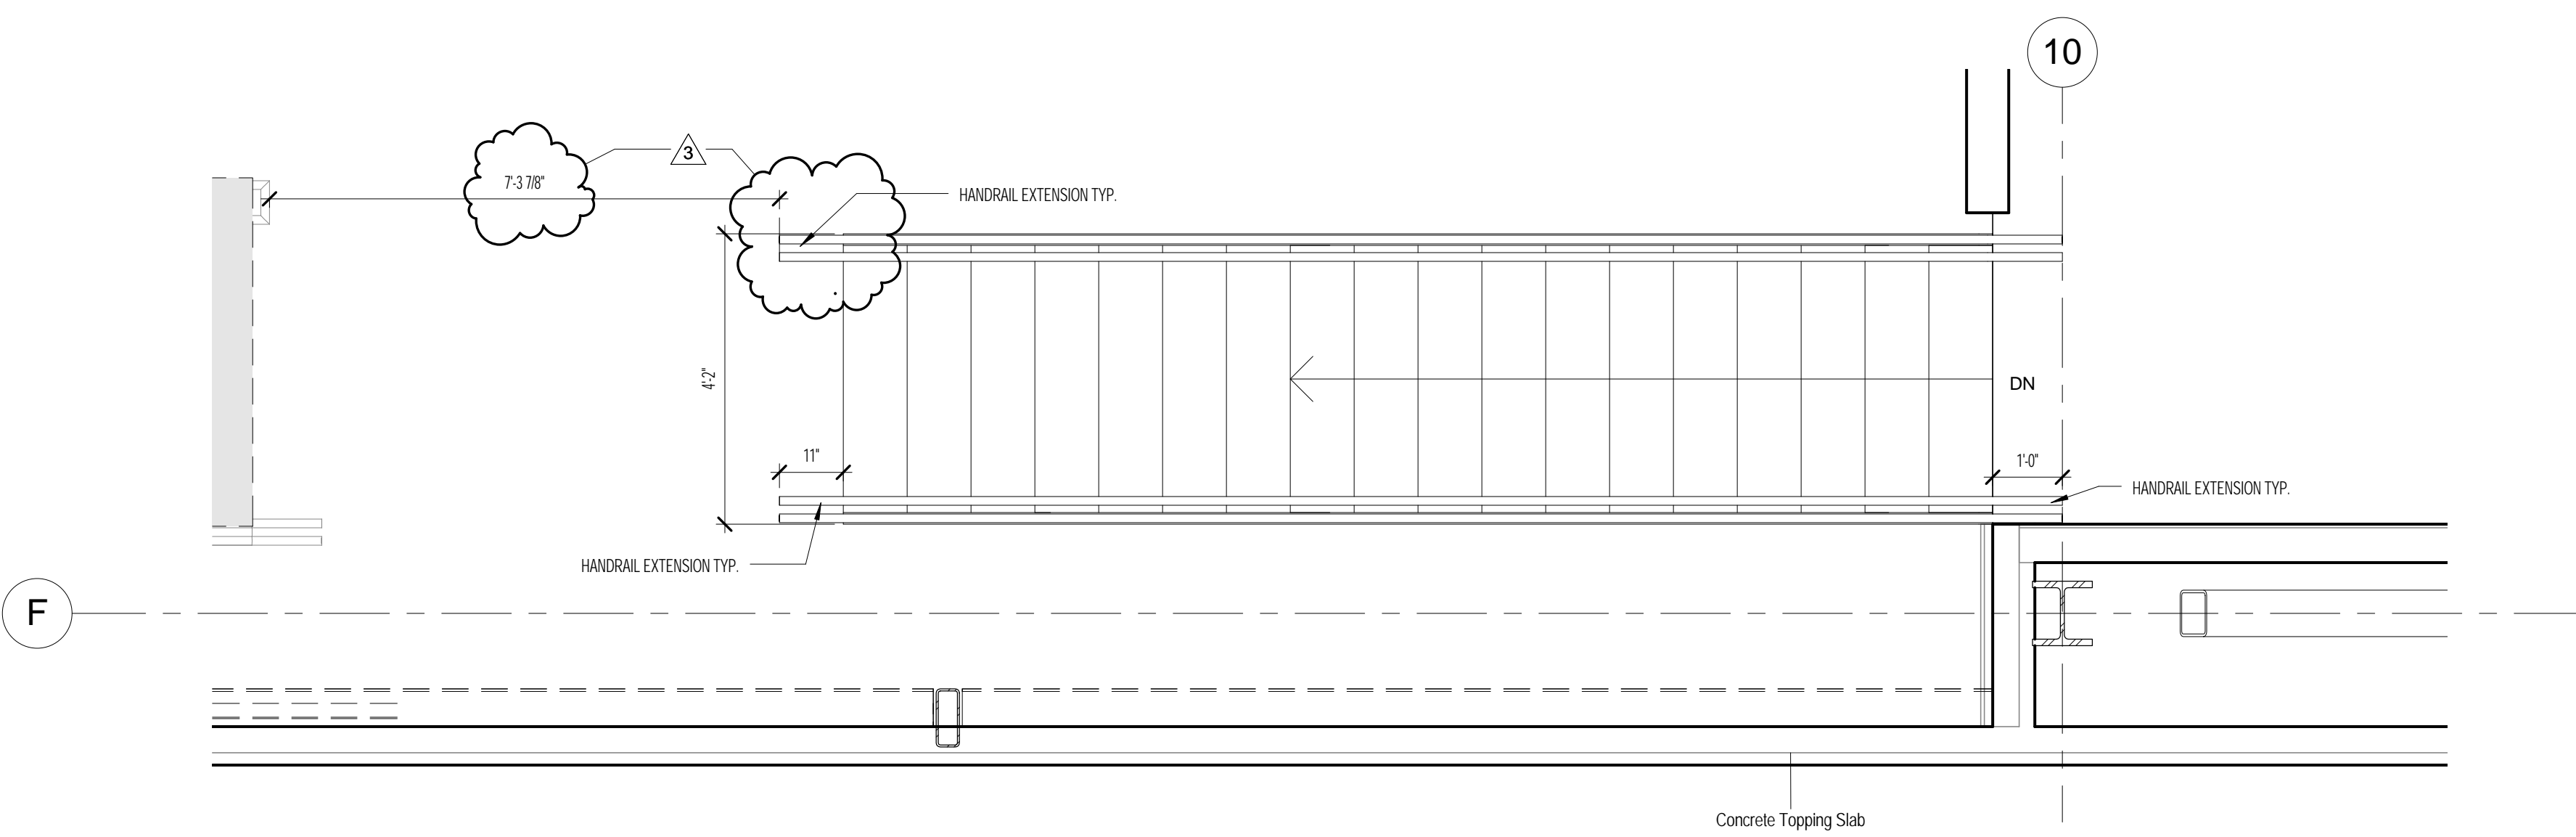 10
3
7'-3 7/8"
HANDRAIL EXTENSION TYP.
4'-2"
DN
11"
1'-0"
HANDRAIL EXTENSION TYP.
HANDRAIL EXTENSION TYP.
F
Concrete Topping Slab